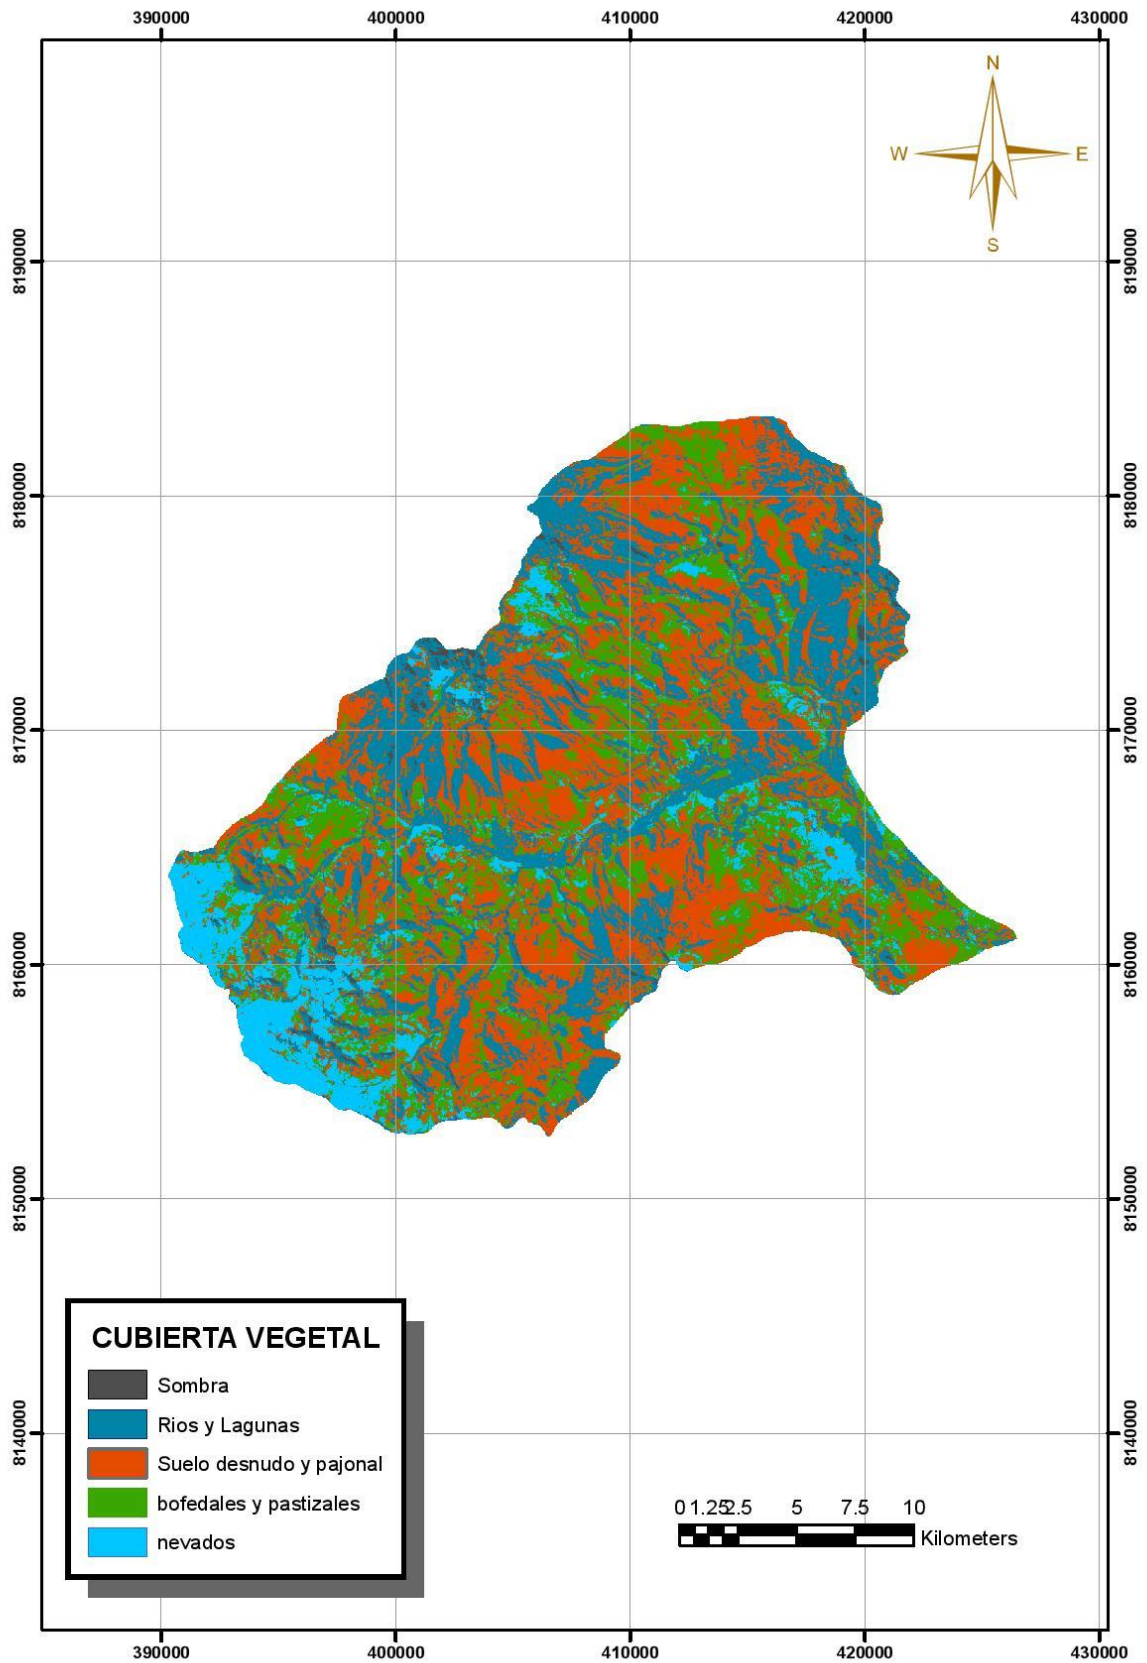 390000 400000 410000 420000 430000
N
W E
S
8190000 8190000
8180000 8180000
8170000 8170000
8160000 8160000
8150000 8150000
8140000 8140000
CUBIERTA VEGETAL
Sombra
Rios y Lagunas
Suelo desnudo y pajonal
bofedales y pastizales
nevados
0 1.25 2.5 5 7.5 10
Kilometers
390000 400000 410000 420000 430000